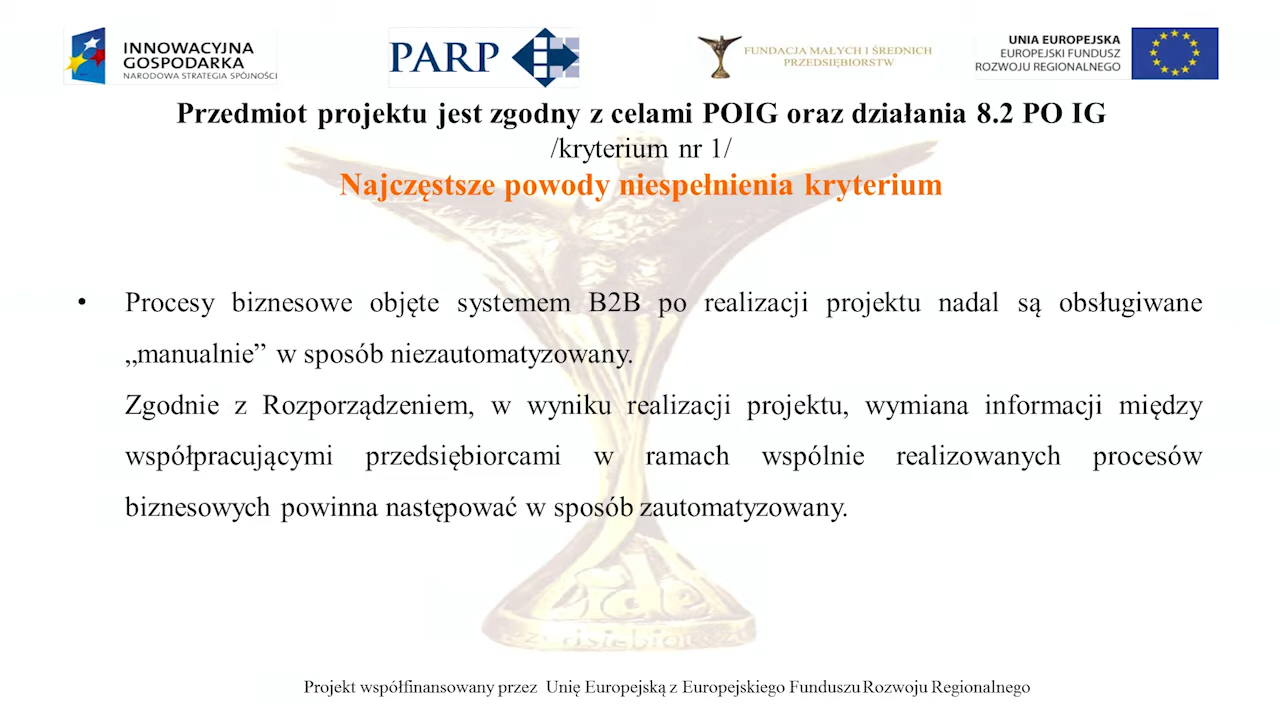 INNOWACYJNA
GOSPODARKA
NARODOWA STRATEGIA SPÓJNOŚCI
PARP
FUNDACJA MAŁYCH I ŚREDNICH
PRZEDSIĘBIORSTW
UNIA EUROPEJSKA
EUROPEJSKI FUNDUSZ
ROZWOJU REGIONALNEGO
Przedmiot projektu jest zgodny z celami POIG oraz działania 8.2 PO IG
/kryterium nr 1/
Najczęstsze powody niespełnienia kryterium
• Procesy biznesowe objęte systemem B2B po realizacji projektu nadal są obsługiwane
„manualnie” w sposób niezautomatyzowany.
Zgodnie z Rozporządzeniem, w wyniku realizacji projektu, wymiana informacji między
współpracującymi przedsiębiorcami w ramach wspólnie realizowanych procesów
biznesowych powinna następować w sposób zautomatyzowany.
Projekt współfinansowany przez Unię Europejską z Europejskiego Funduszu Rozwoju Regionalnego